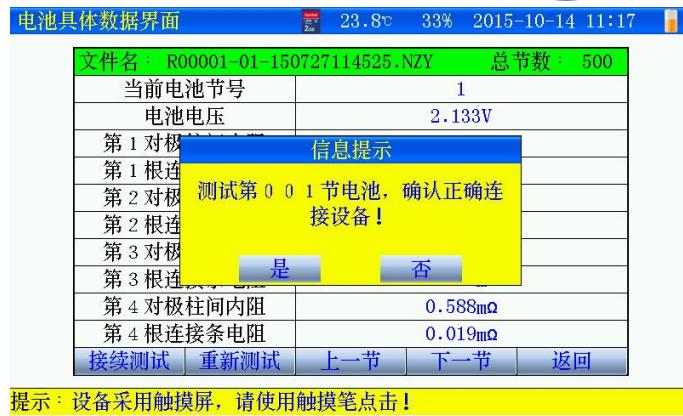 电池具体数据界面 23.8℃ 33% 2015-10-14 11:17
文件名： R00001-01-150727114525.NZY 总节数： 500
当前电池节号 1
电池电压 2.133V
第1对极
第1根连
第2对极
第2根连
第3对极
第3根连
信息提示
测试第001节电池，确认正确连
接设备！
是 否
第4对极柱间内阻 0.588mΩ
第4根连接条电阻 0.019mΩ
接续测试 重新测试 上一节 下一节 返回
提示：设备采用触摸屏，请使用触摸笔点击！